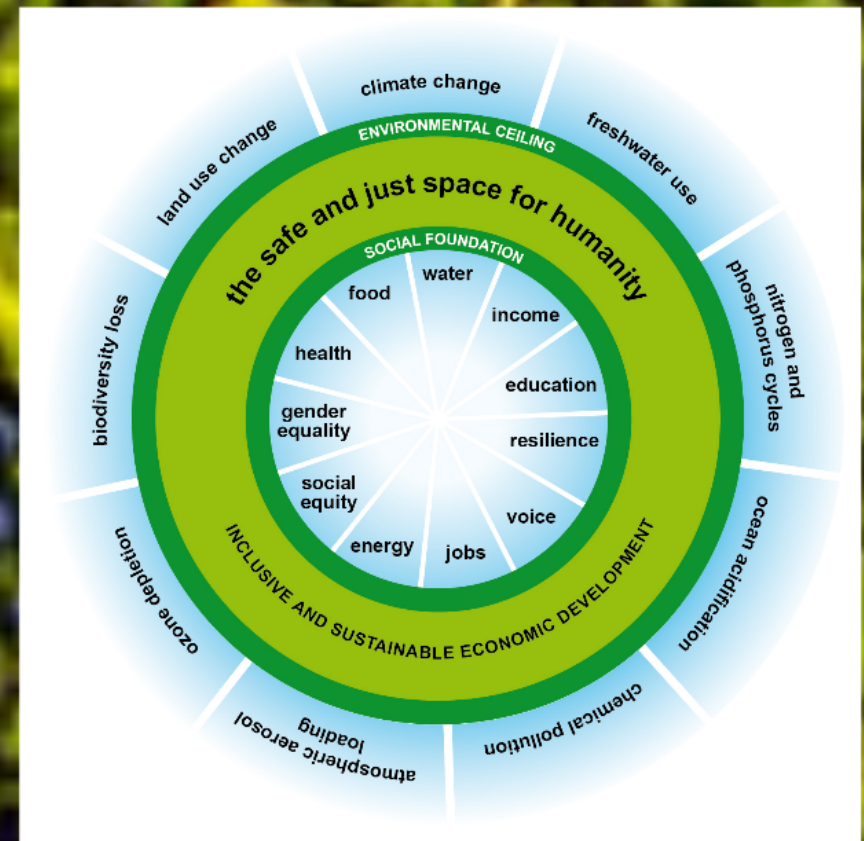 climate change
freshwater use
nitrogen and
phosphorus cycles
ocean acidification
chemical pollution
atmospheric aerosol
loading
ozone depletion
biodiversity loss
land use change
ENVIRONMENTAL CEILING
the safe and just space for humanity
SOCIAL FOUNDATION
water
income
education
resilience
voice
jobs
energy
social
equity
gender
equality
health
food
INCLUSIVE AND SUSTAINABLE ECONOMIC DEVELOPMENT